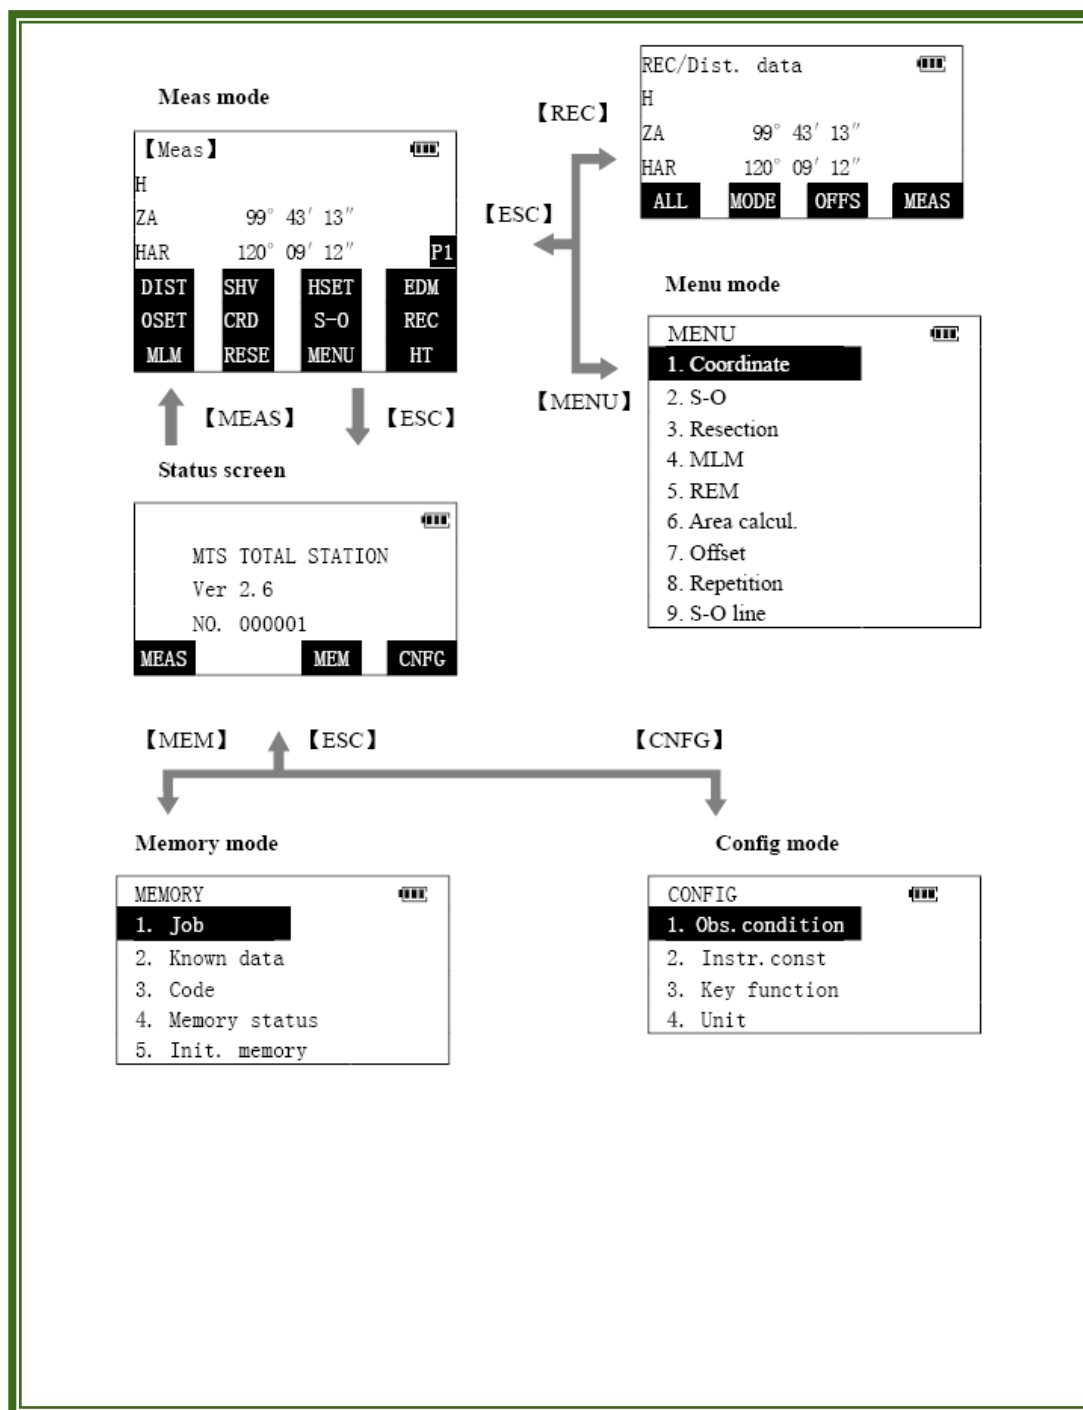 Meas mode
【Meas】
H
ZA 99° 43′ 13″
HAR 120° 09′ 12″ P1
DIST SHV HSET EDM
OSET CRD S-O REC
MLM RESE MENU HT
【REC】
【ESC】
【MENU】
REC/Dist. data
H
ZA 99° 43′ 13″
HAR 120° 09′ 12″
ALL MODE OFFS MEAS
Menu mode
MENU
1. Coordinate
2. S-O
3. Resection
4. MLM
5. REM
6. Area calcul.
7. Offset
8. Repetition
9. S-O line
【MEAS】 【ESC】
Status screen
MTS TOTAL STATION
Ver 2.6
NO. 000001
MEAS MEM CNFG
【MEM】 【ESC】 【CNFG】
Memory mode
MEMORY
1. Job
2. Known data
3. Code
4. Memory status
5. Init. memory
Config mode
CONFIG
1. Obs.condition
2. Instr.const
3. Key function
4. Unit